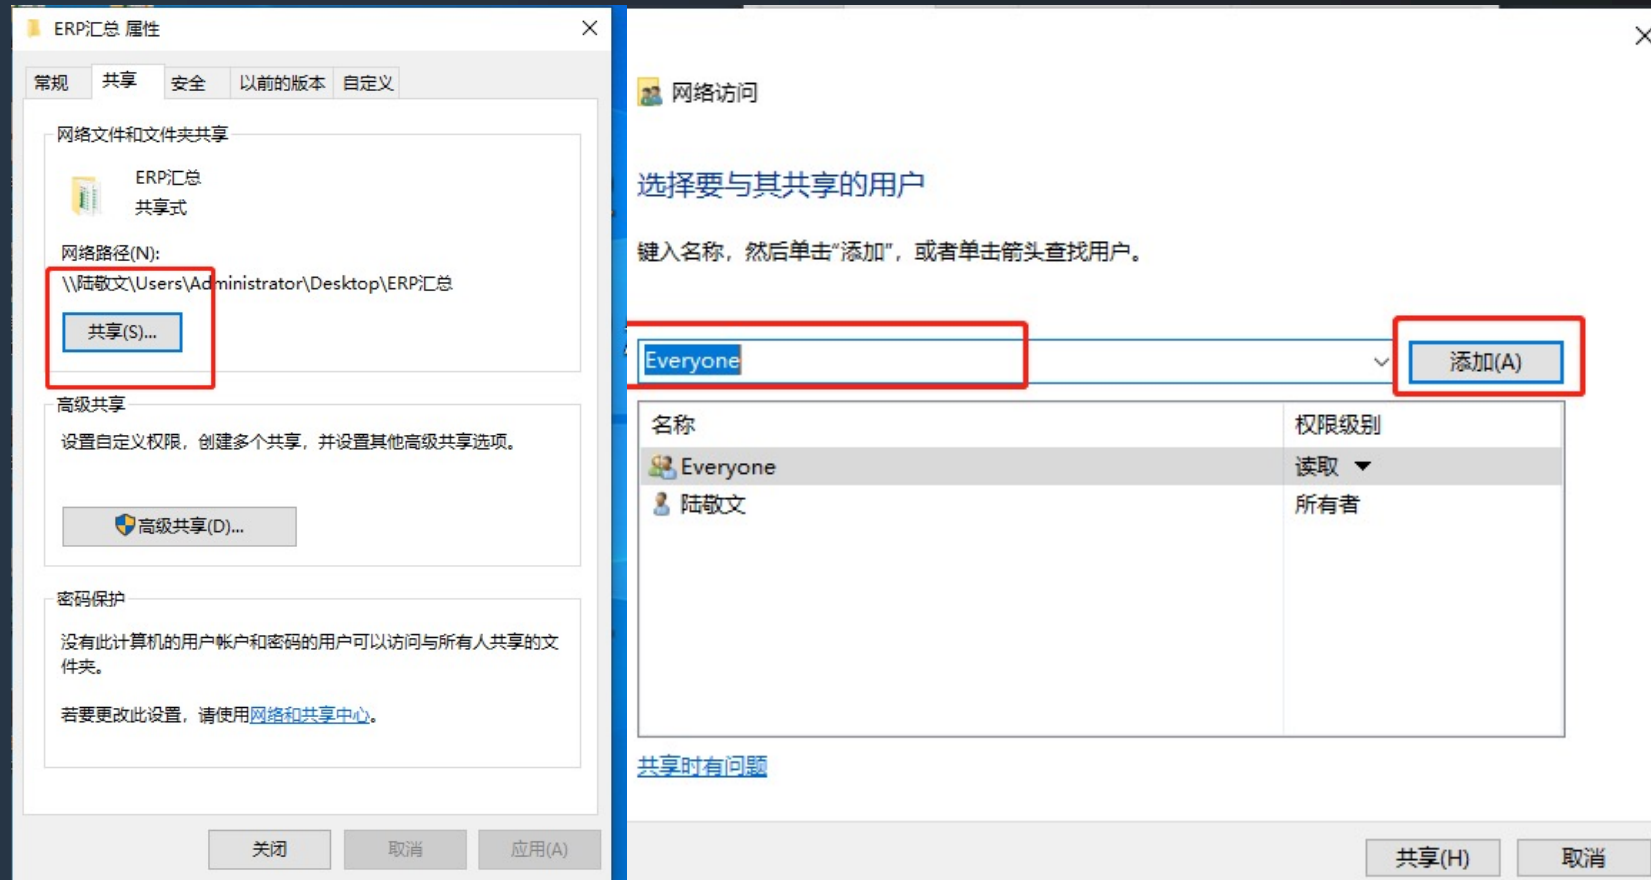 ERP汇总 属性
常规
共享
安全
以前的版本
自定义
网络文件和文件夹共享
ERP汇总
共享式
网络路径(N):
\\陆敬文\Users\Administrator\Desktop\ERP汇总
共享(S)...
高级共享
设置自定义权限，创建多个共享，并设置其他高级共享选项。
高级共享(D)...
密码保护
没有此计算机的用户帐户和密码的用户可以访问与所有人共享的文
件夹。
若要更改此设置，请使用网络和共享中心。
关闭
取消
应用(A)
网络访问
选择要与其共享的用户
键入名称，然后单击“添加”，或者单击箭头查找用户。
Everyone
添加(A)
名称
权限级别
Everyone
读取
陆敬文
所有者
共享时有问题
共享(H)
取消